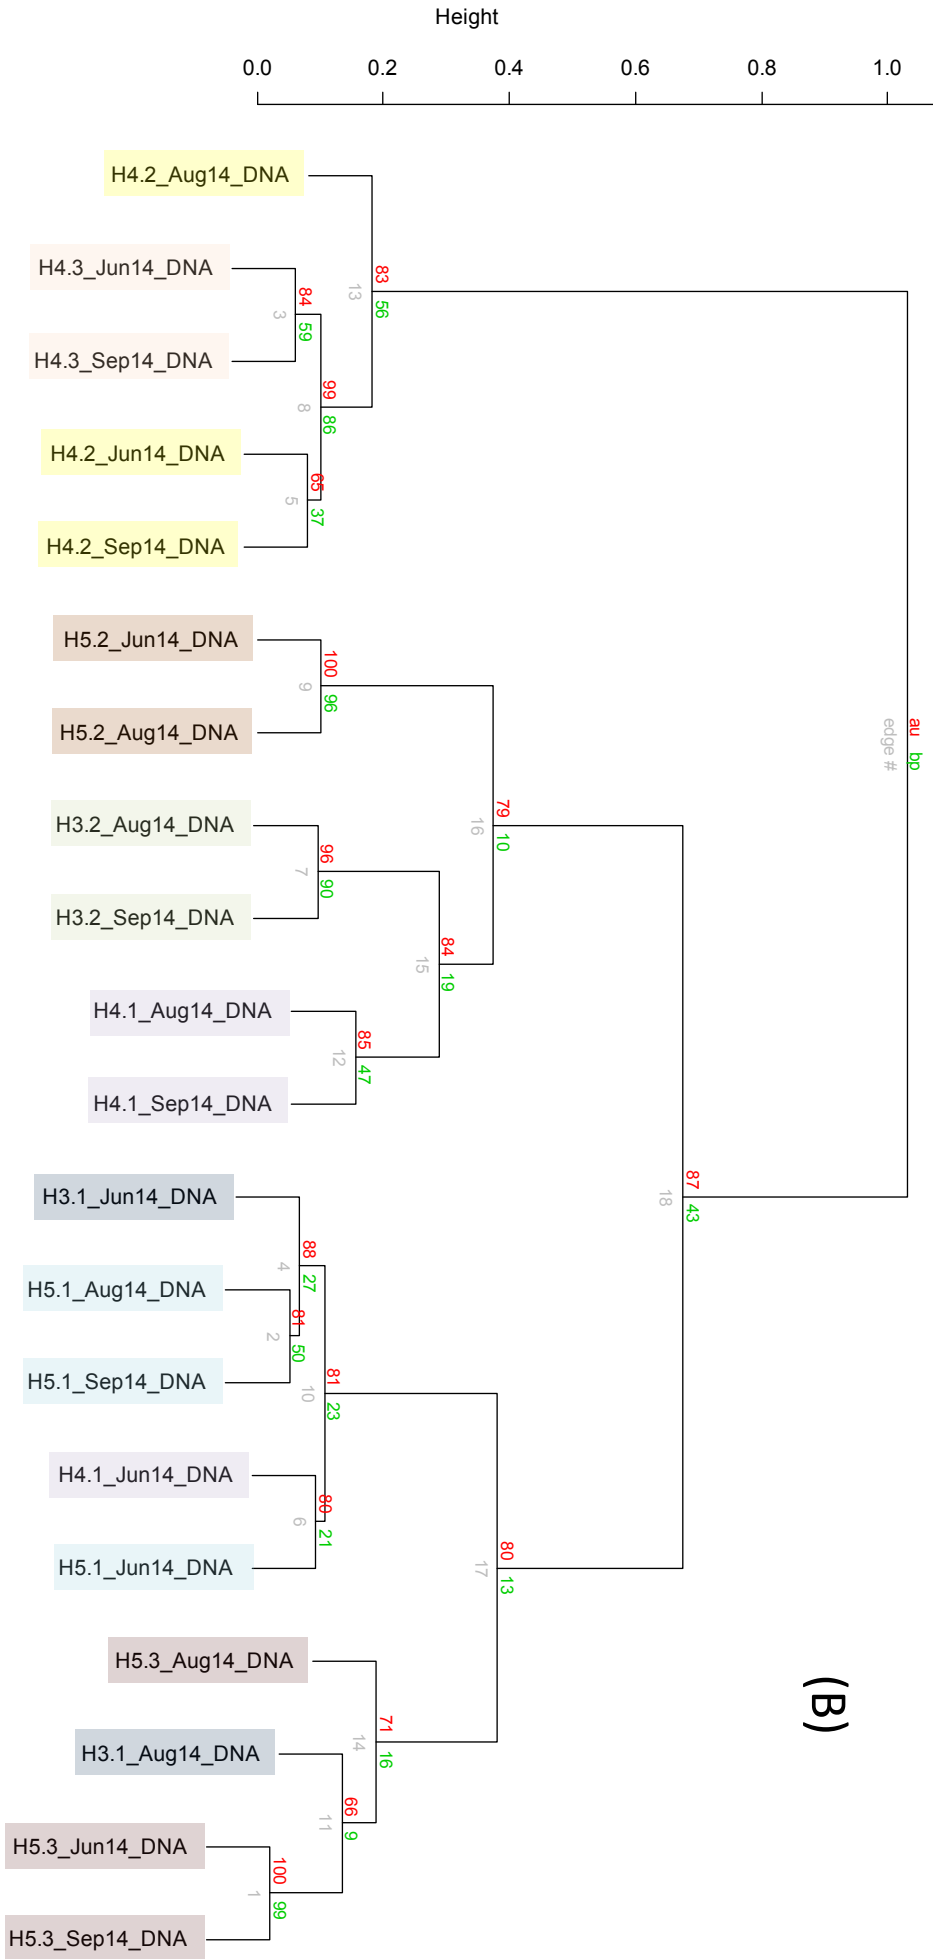 Height
0.0 0.2 0.4 0.6 0.8 1.0
H4.2_Aug14_DNA
83 56
13
H4.3_Jun14_DNA
84 59
3
H4.3_Sep14_DNA
99 86
8
H4.2_Jun14_DNA
65 37
5
H4.2_Sep14_DNA
H5.2_Jun14_DNA
100 96
9
H5.2_Aug14_DNA
au bp
edge #
79 10
16
H3.2_Aug14_DNA
96 90
7
H3.2_Sep14_DNA
84 19
15
H4.1_Aug14_DNA
85 47
12
H4.1_Sep14_DNA
87 43
18
H3.1_Jun14_DNA
88 27
4
H5.1_Aug14_DNA
81 50
2
H5.1_Sep14_DNA
81 23
10
H4.1_Jun14_DNA
80 21
6
H5.1_Jun14_DNA
80 13
17
H5.3_Aug14_DNA
(B)
71 16
14
H3.1_Aug14_DNA
66 9
11
H5.3_Jun14_DNA
100 99
1
H5.3_Sep14_DNA